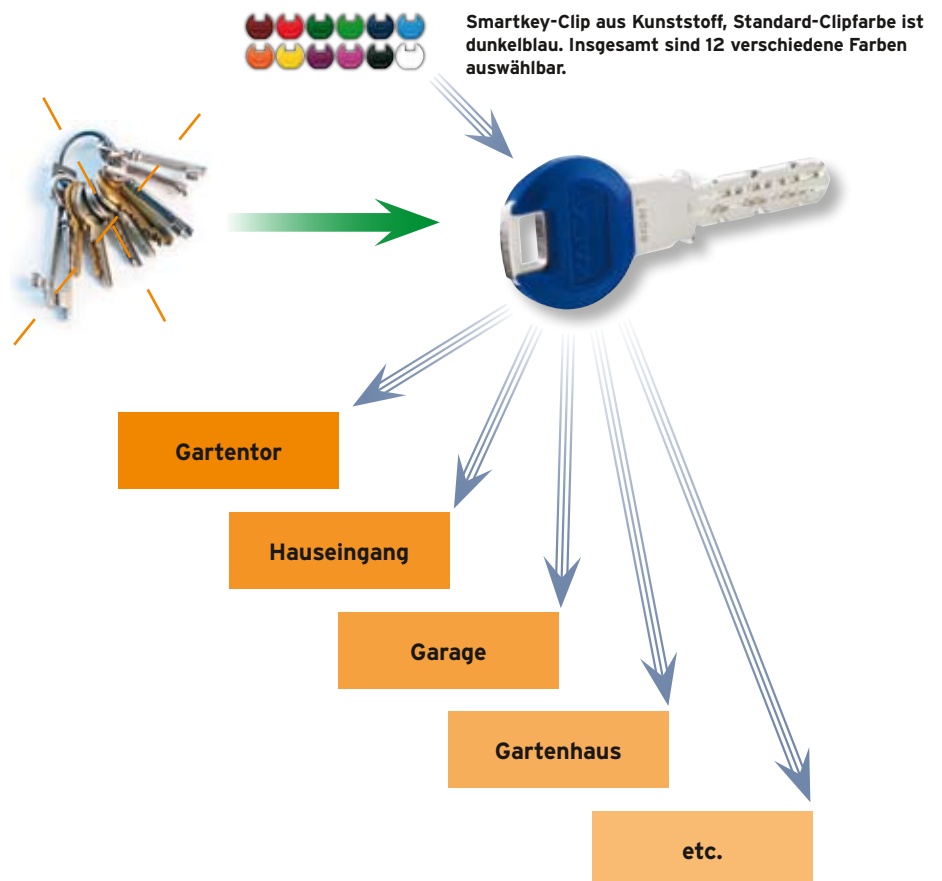 Smartkey-Clip aus Kunststoff, Standard-Clipfarbe ist
dunkelblau. Insgesamt sind 12 verschiedene Farben
auswählbar.
Gartentor
Hauseingang
Garage
Gartenhaus
etc.